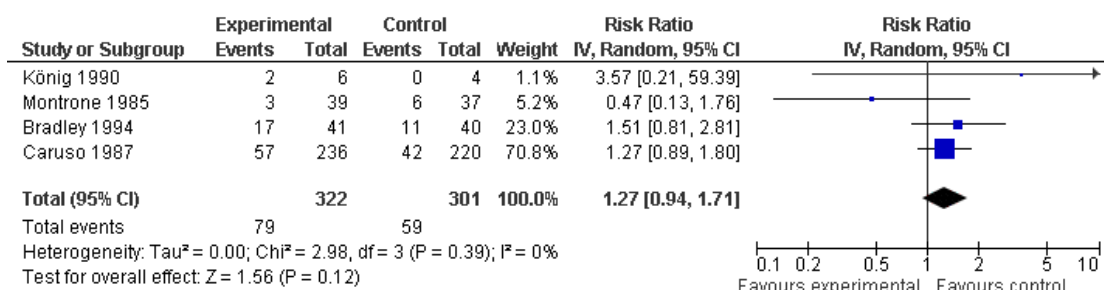 Experimental Control Risk Ratio Risk Ratio
Study or Subgroup Events Total Events Total Weight IV, Random, 95% CI IV, Random, 95% CI
König 1990 2 6 0 4 1.1% 3.57 [0.21, 59.39]
Montrone 1985 3 39 6 37 5.2% 0.47 [0.13, 1.76]
Bradley 1994 17 41 11 40 23.0% 1.51 [0.81, 2.81]
Caruso 1987 57 236 42 220 70.8% 1.27 [0.89, 1.80]
Total (95% CI) 322 301 100.0% 1.27 [0.94, 1.71]
Total events 79 59
Heterogeneity: Tau² = 0.00; Chi² = 2.98, df = 3 (P = 0.39); I² = 0%
Test for overall effect: Z = 1.56 (P = 0.12)
0.1 0.2 0.5 1 2 5 10
Favours experimental Favours control